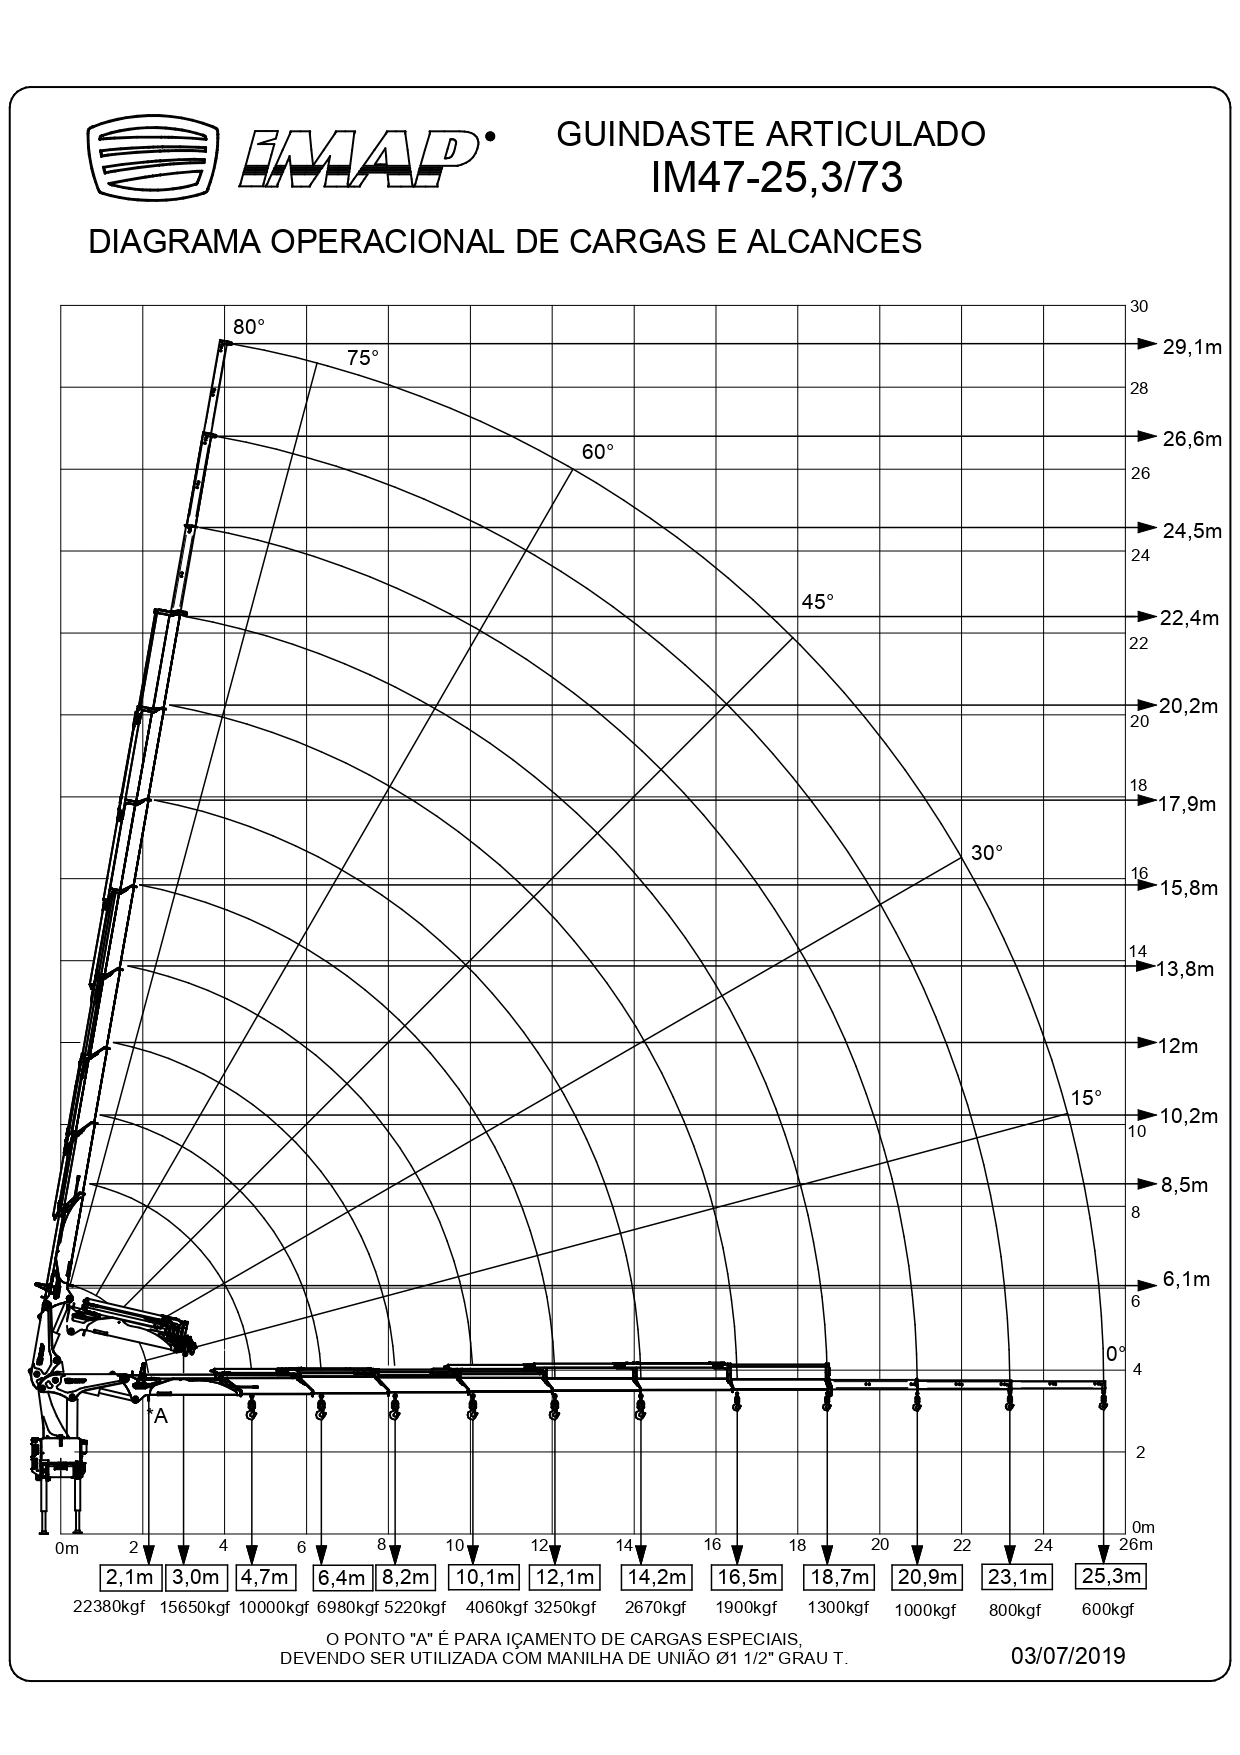 IMAP
GUINDASTE ARTICULADO
IM47-25,3/73
DIAGRAMA OPERACIONAL DE CARGAS E ALCANCES
30
80°
29,1m
75°
28
26,6m
60°
26
24,5m
24
45°
22,4m
22
20,2m
20
18
17,9m
30°
16
15,8m
14
13,8m
12m
15°
10,2m
10
8,5m
8
6,1m
6
0°
4
*A
2
0m
0m 2 4 6 8 10 12 14 16 18 20 22 24 26m
2,1m 3,0m 4,7m 6,4m 8,2m 10,1m 12,1m 14,2m 16,5m 18,7m 20,9m 23,1m 25,3m
22380kgf 15650kgf 10000kgf 6980kgf 5220kgf 4060kgf 3250kgf 2670kgf 1900kgf 1300kgf 1000kgf 800kgf 600kgf
O PONTO "A" É PARA IÇAMENTO DE CARGAS ESPECIAIS,
DEVENDO SER UTILIZADA COM MANILHA DE UNIÃO Ø1 1/2" GRAU T.
03/07/2019